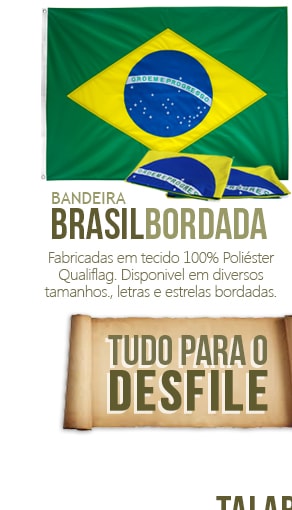 ORDEM E PROGRESSO
BANDEIRA
BRASILBORDADA
Fabricadas em tecido 100% Poliéster
Qualiflag. Disponivel em diversos
tamanhos., letras e estrelas bordadas.
TUDO PARA O
DESFILE